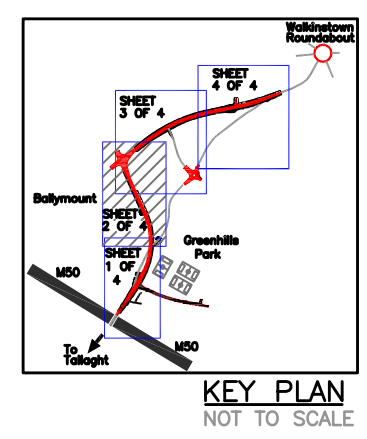 Walkinstown
Roundabout
SHEET
4 OF 4
SHEET
3 OF 4
Ballymount
SHEET
2 OF 4
Greenhills
Park
SHEET
1 OF
4
M50
M50
To
Tallaght
KEY PLAN
NOT TO SCALE